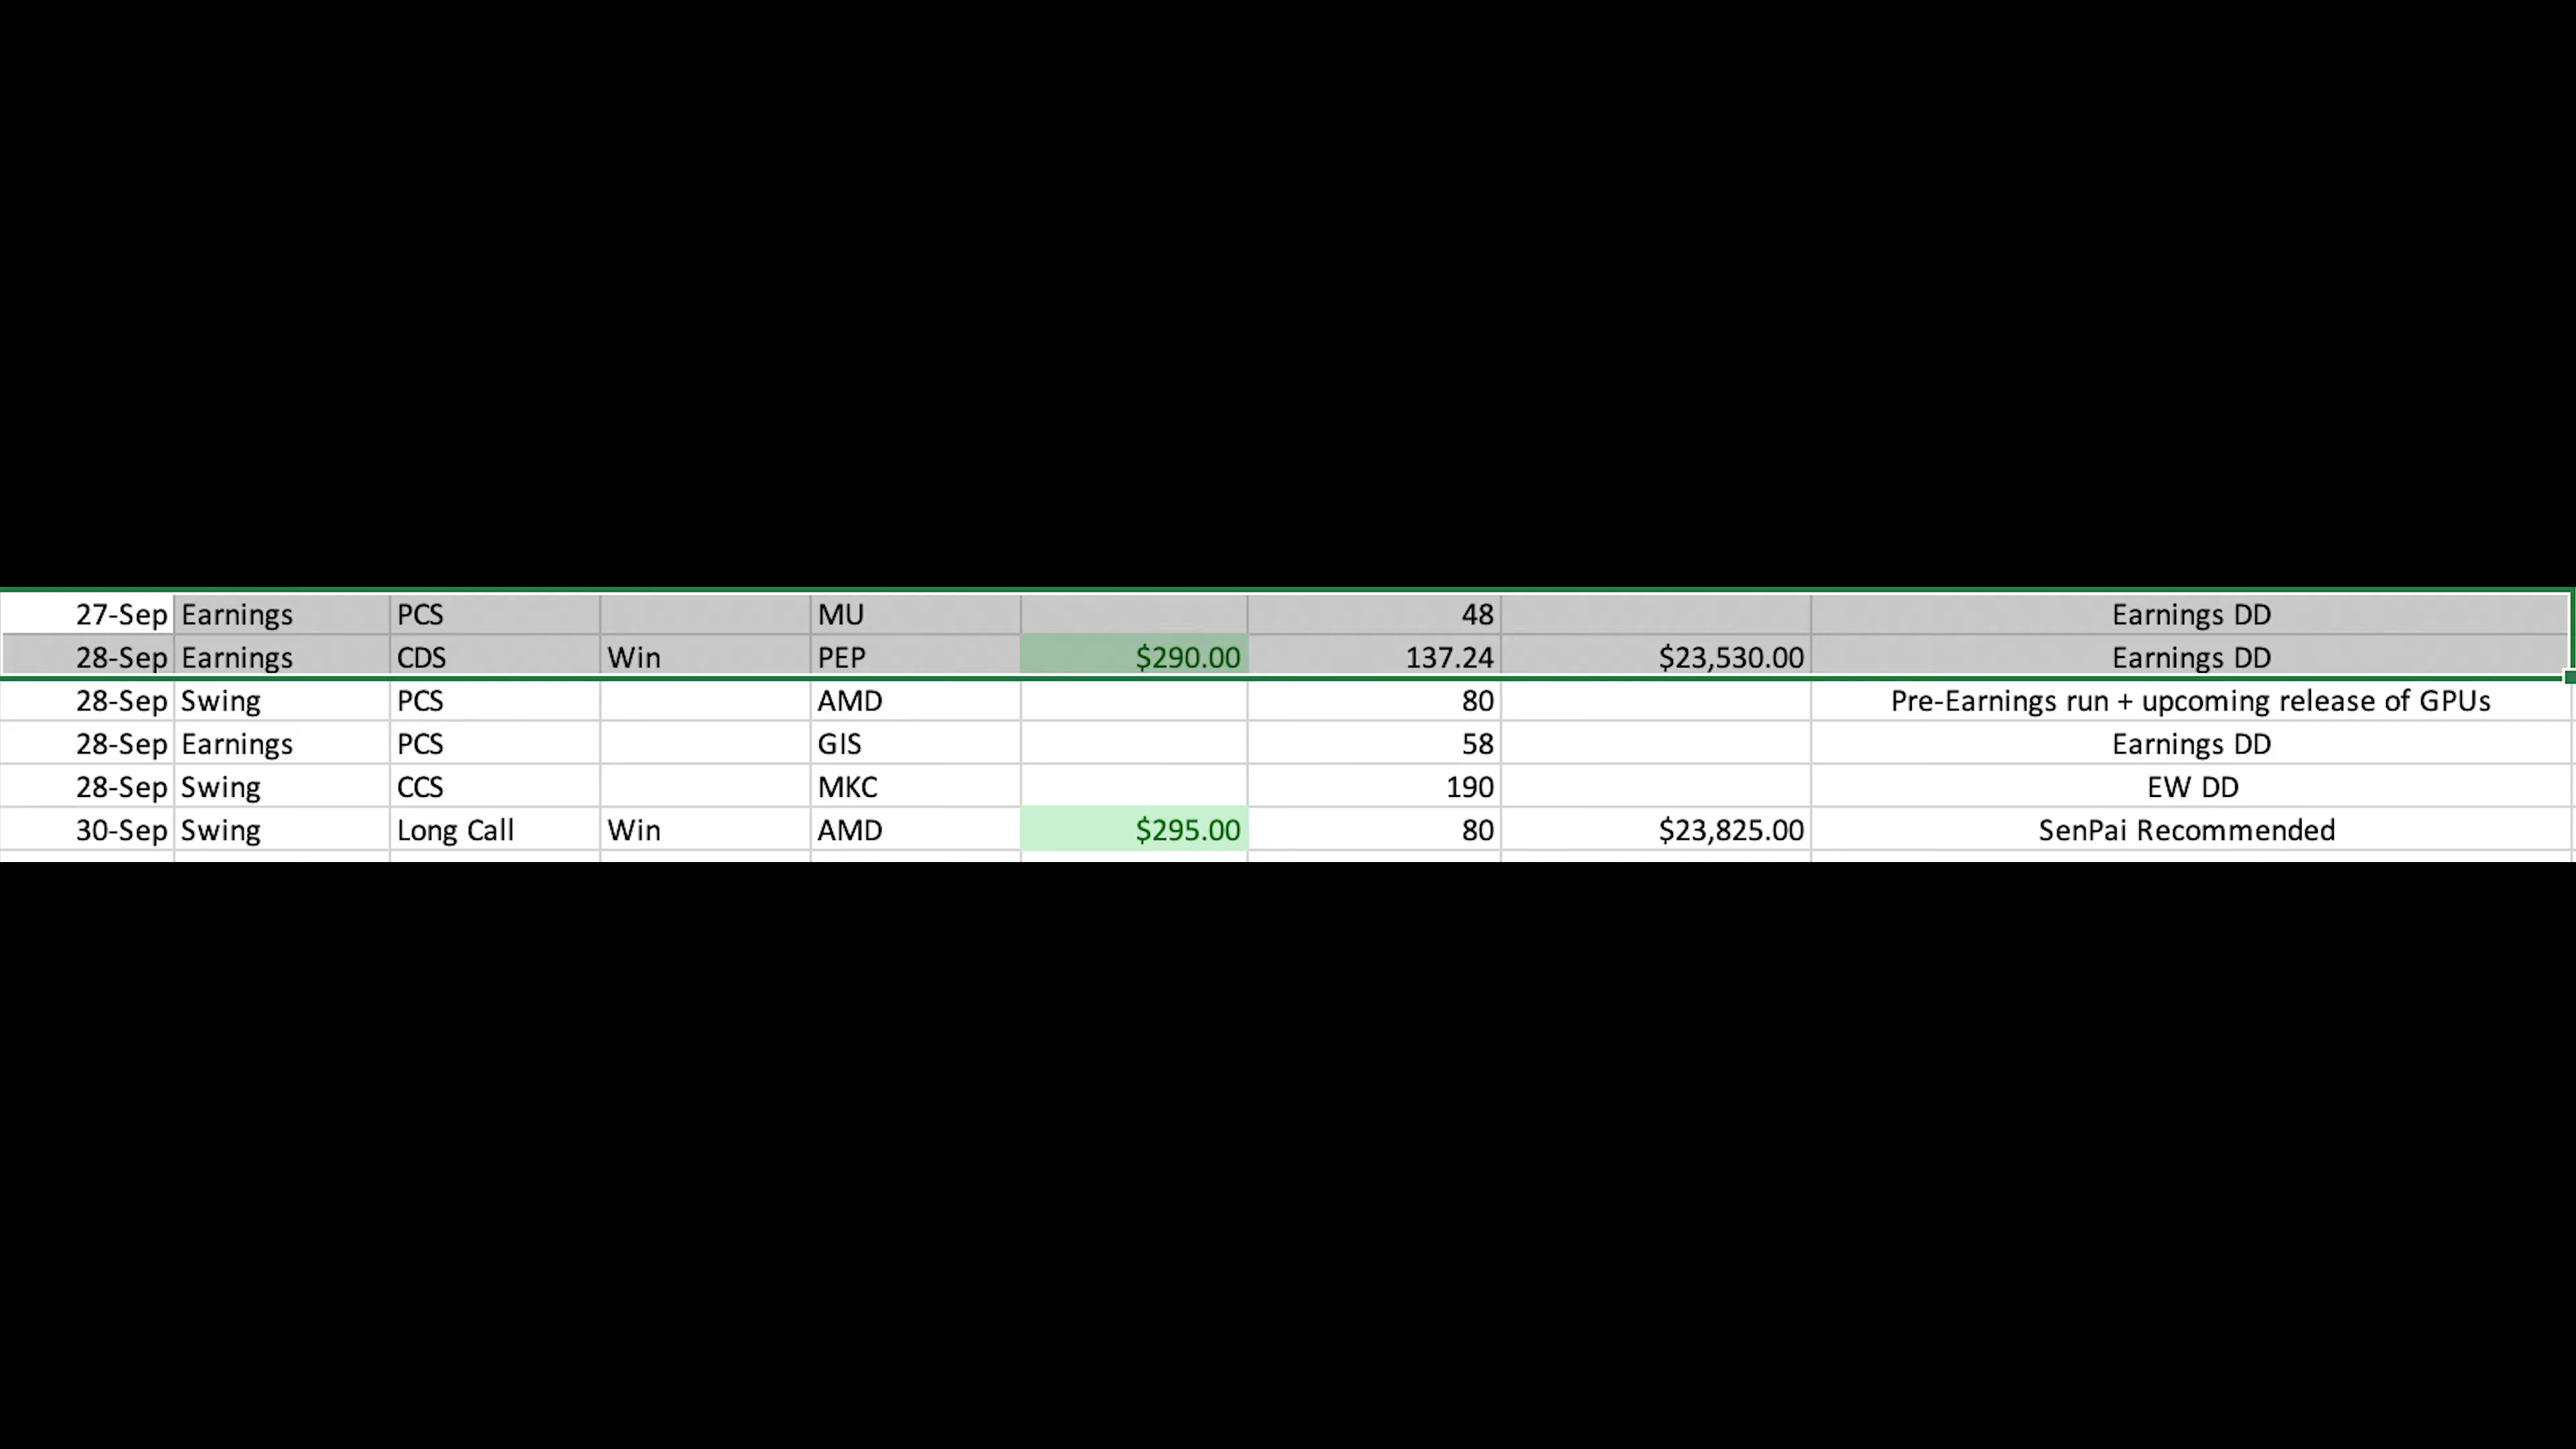 27-Sep Earnings PCS MU 48 Earnings DD
28-Sep Earnings CDS Win PEP $290.00 137.24 $23,530.00 Earnings DD
28-Sep Swing PCS AMD 80 Pre-Earnings run + upcoming release of GPUs
28-Sep Earnings PCS GIS 58 Earnings DD
28-Sep Swing CCS MKC 190 EW DD
30-Sep Swing Long Call Win AMD $295.00 80 $23,825.00 SenPai Recommended